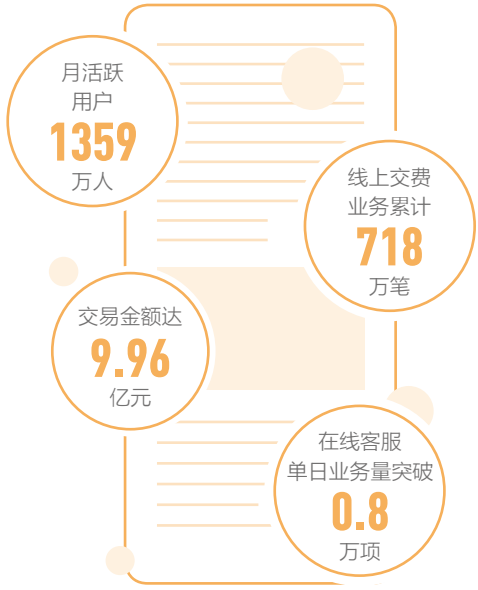 月活跃
用户
1359
万人
线上交费
业务累计
718
万笔
交易金额达
9.96
亿元
在线客服
单日业务量突破
0.8
万项